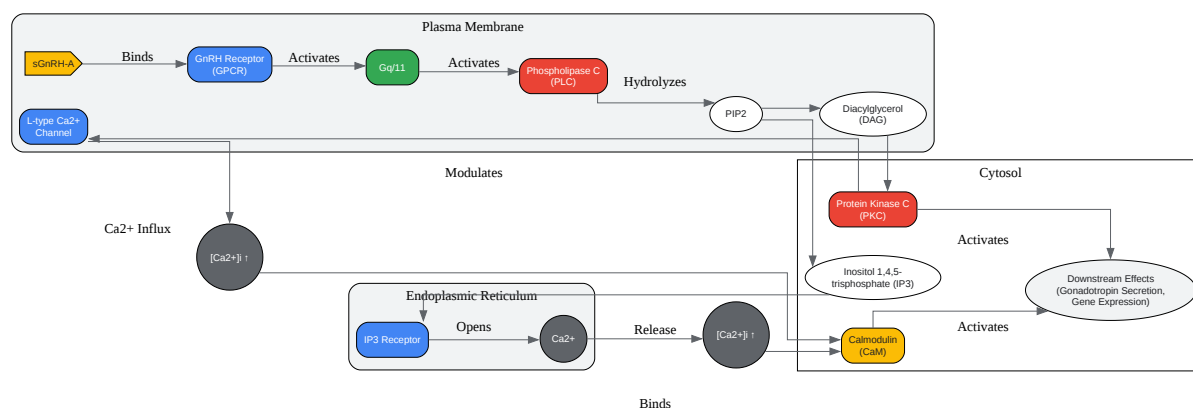 Plasma Membrane
sGnRH-A
Binds
GnRH Receptor
(GPCR)
Activates
Gq/11
Activates
Phospholipase C
(PLC)
Hydrolyzes
PIP2
Diacylglycerol
(DAG)
L-type Ca2+
Channel
Modulates
Cytosol
Protein Kinase C
(PKC)
Ca2+ Influx
[Ca2+]i ↑
Activates
Inositol 1,4,5-
trisphosphate (IP3)
Downstream Effects
(Gonadotropin Secretion,
Gene Expression)
Endoplasmic Reticulum
IP3 Receptor
Opens
Ca2+
Release
[Ca2+]i ↑
Calmodulin
(CaM)
Activates
Binds